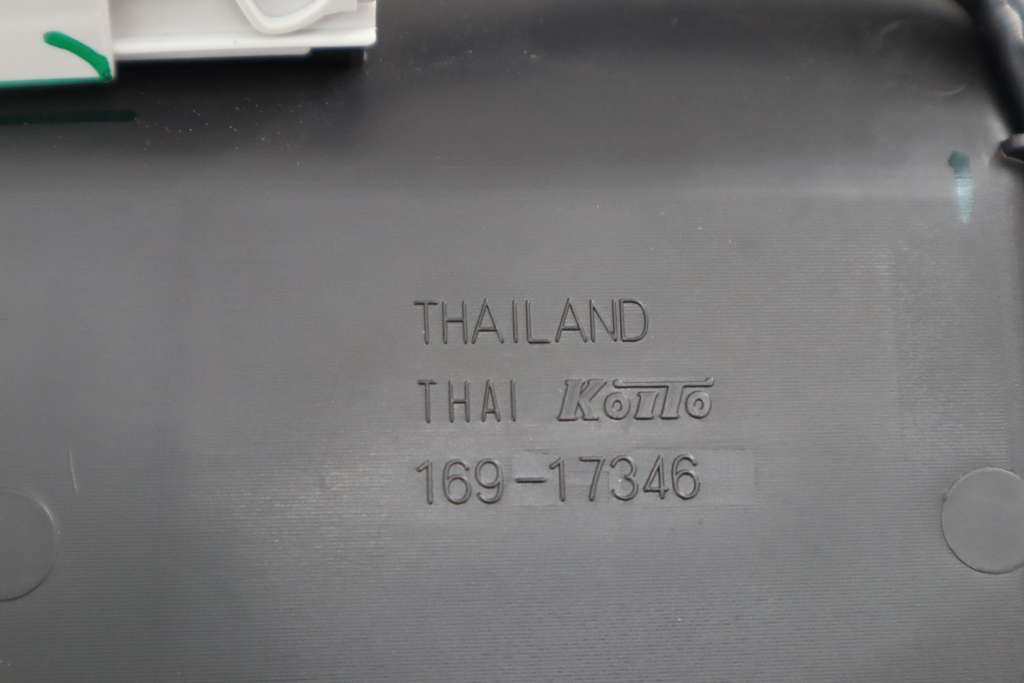 THAILAND
THAI KOITO
169-17346